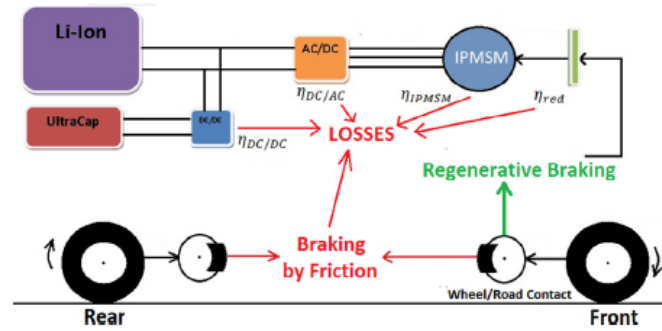 Li-Ion
AC/DC
IPMSM
UltraCap
DC/DC
η_DC/DC
η_DC/AC
η_IPMSM
η_red
LOSSES
Regenerative Braking
Braking
by Friction
Wheel/Road Contact
Rear
Front